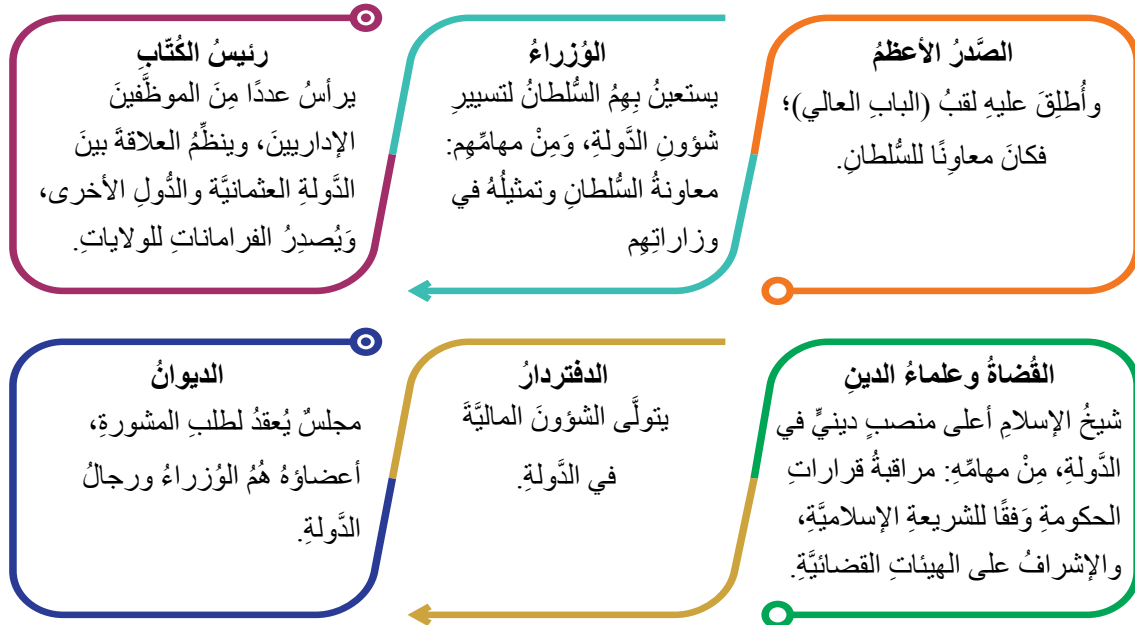 الصَّدرُ الأعظمُ
وأُطلِقَ عليهِ لقبُ (البابِ العالي)؛
فكانَ معاونًا للسُّلطانِ.
الوُزراءُ
يستعينُ بِهِمُ السُّلطانُ لتسييرِ
شؤونِ الدَّولةِ، وَمِنْ مهامِّهِم:
معاونةُ السُّلطانِ وتمثيلُهُ في
وزاراتِهِم
رئيسُ الكُتّابِ
يرأسُ عددًا مِنَ الموظَّفينَ
الإداريينَ، وينظِّمُ العلاقةَ بينَ
الدَّولةِ العثمانيَّة والدُّولِ الأخرى،
وَيُصدِرُ الفرماناتِ للولاياتِ.
القُضاةُ وعلماءُ الدينِ
شيخُ الإسلامِ أعلى منصبٍ دينيٍّ في
الدَّولةِ، مِنْ مهامِّهِ: مراقبةُ قراراتِ
الحكومةِ وَفقًا للشريعةِ الإسلاميَّةِ،
والإشرافُ على الهيئاتِ القضائيَّةِ.
الدفتردارُ
يتولَّى الشؤونَ الماليَّةَ
في الدَّولةِ.
الديوانُ
مجلسٌ يُعقدُ لطلبِ المشورةِ،
أعضاؤهُ هُمُ الوُزراءُ ورجالُ
الدَّولةِ.